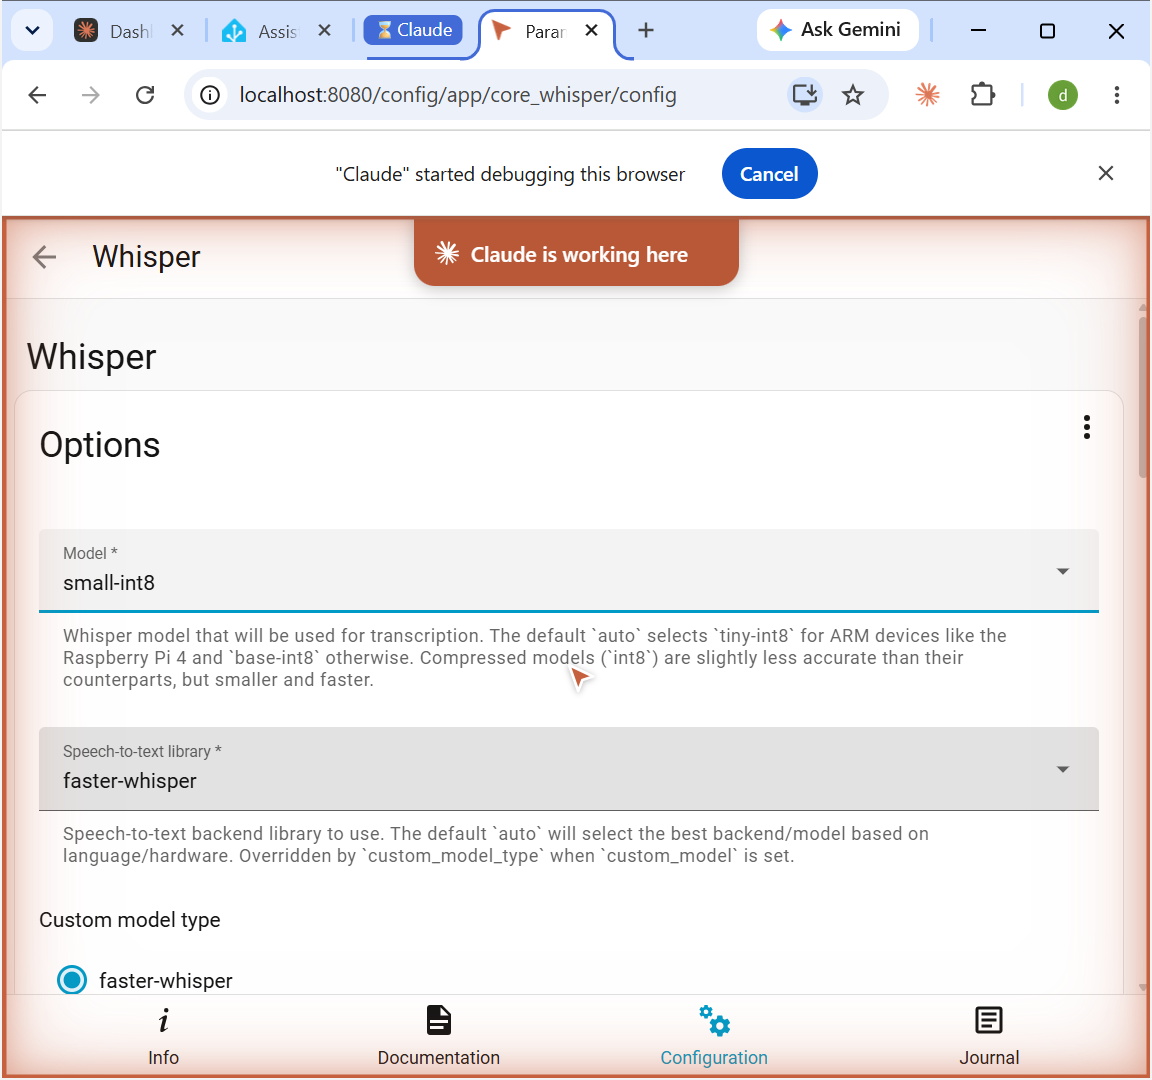 Dash
Assis
Claude
Parar
Ask Gemini
localhost:8080/config/app/core_whisper/config
d
"Claude" started debugging this browser
Cancel
Whisper
Claude is working here
Whisper
Options
Model *
small-int8
Whisper model that will be used for transcription. The default `auto` selects `tiny-int8` for ARM devices like the
Raspberry Pi 4 and `base-int8` otherwise. Compressed models (`int8`) are slightly less accurate than their
counterparts, but smaller and faster.
Speech-to-text library *
faster-whisper
Speech-to-text backend library to use. The default `auto` will select the best backend/model based on
language/hardware. Overridden by `custom_model_type` when `custom_model` is set.
Custom model type
faster-whisper
Info
Documentation
Configuration
Journal